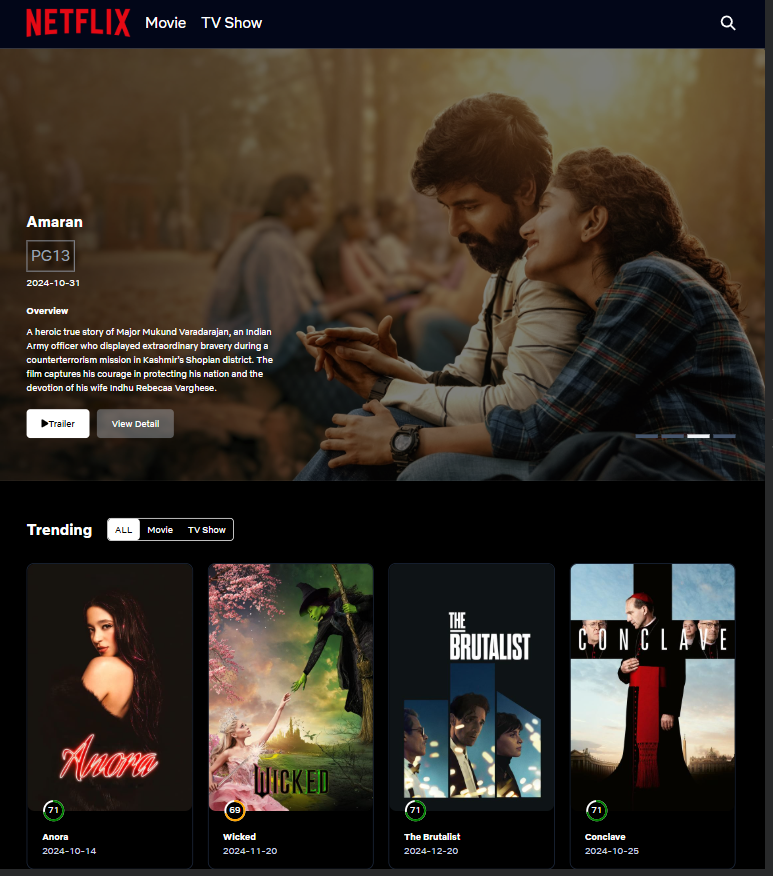 NETFLIX Movie TV Show
Amaran
PG13
2024-10-31
Overview
A heroic true story of Major Mukund Varadarajan, an Indian
Army officer who displayed extraordinary bravery during a
counterterrorism mission in Kashmir's Shopian district. The
film captures his courage in protecting his nation and the
devotion of his wife Indhu Rebecaa Varghese.
Trailer View Detail
Trending ALL Movie TV Show
THE
BRUTALIST
CONCLAVE
Anora
WICKED
71 69 71 71
Anora Wicked The Brutalist Conclave
2024-10-14 2024-11-20 2024-12-20 2024-10-25